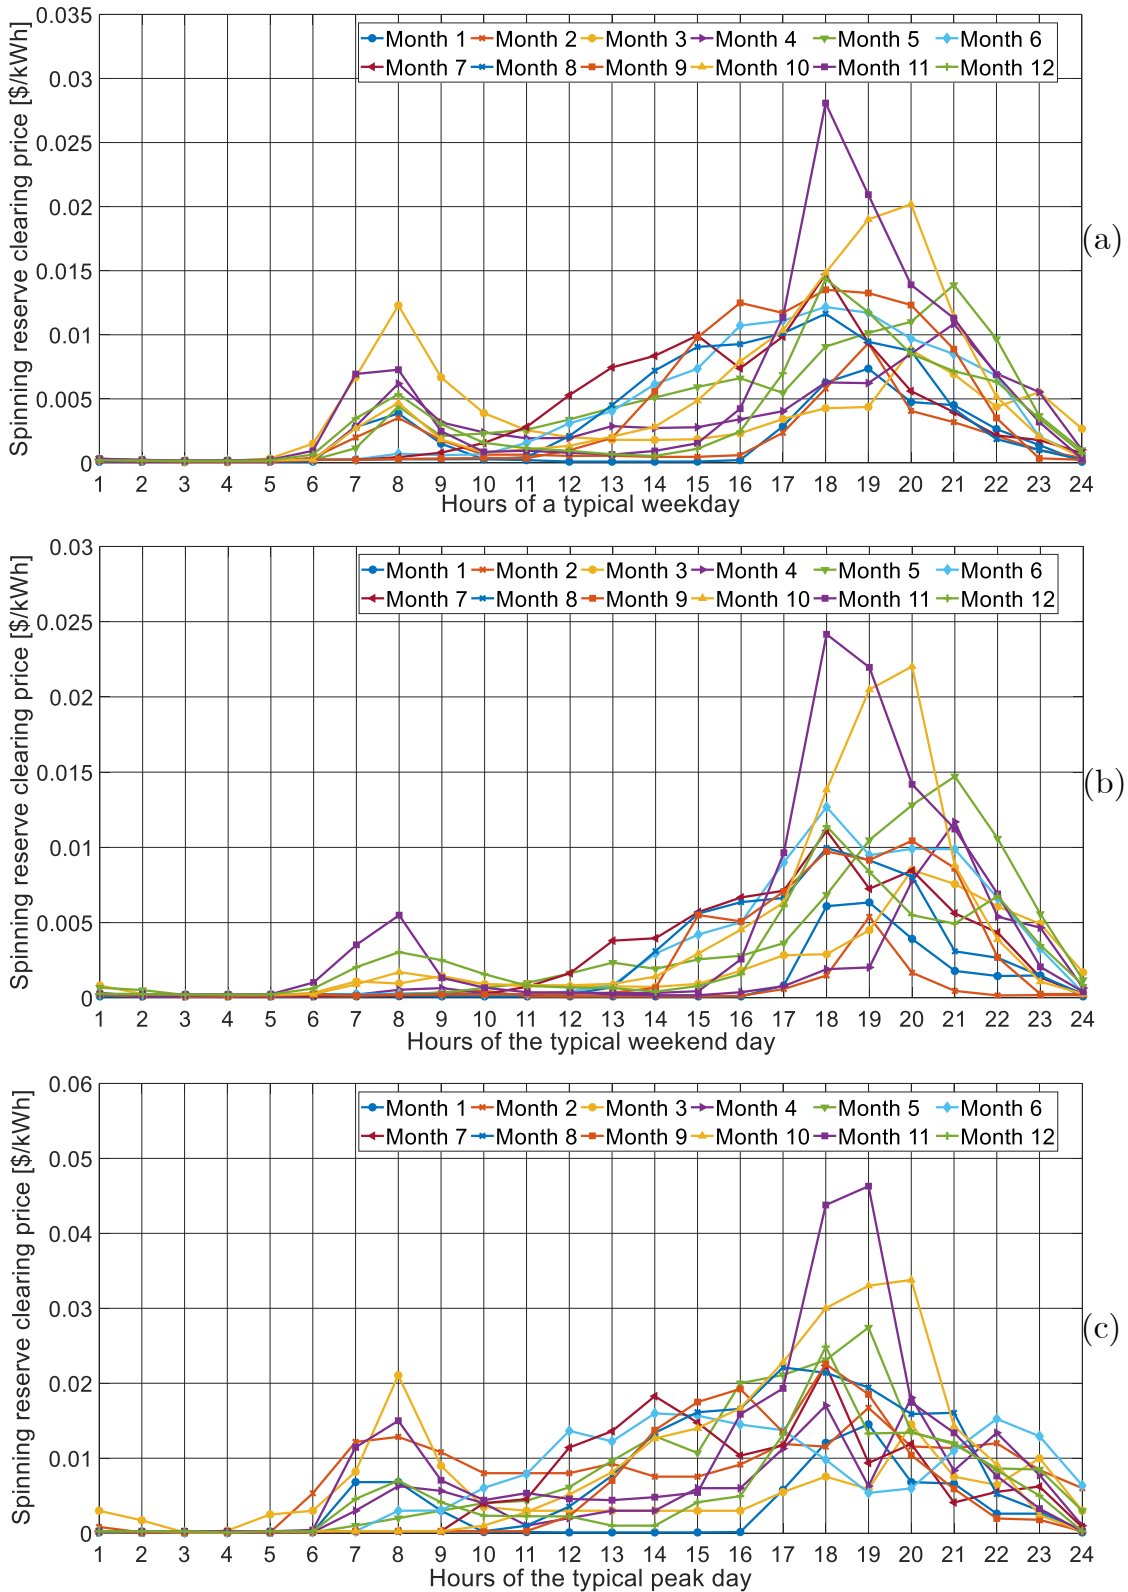 Spinning reserve clearing price [$/kWh]
0.035
0.03
0.025
0.02
0.015
0.01
0.005
0
Month 1 Month 2 Month 3 Month 4 Month 5 Month 6
Month 7 Month 8 Month 9 Month 10 Month 11 Month 12
(a)
1 2 3 4 5 6 7 8 9 10 11 12 13 14 15 16 17 18 19 20 21 22 23 24
Hours of a typical weekday
Spinning reserve clearing price [$/kWh]
0.03
0.025
0.02
0.015
0.01
0.005
0
Month 1 Month 2 Month 3 Month 4 Month 5 Month 6
Month 7 Month 8 Month 9 Month 10 Month 11 Month 12
(b)
1 2 3 4 5 6 7 8 9 10 11 12 13 14 15 16 17 18 19 20 21 22 23 24
Hours of the typical weekend day
Spinning reserve clearing price [$/kWh]
0.06
0.05
0.04
0.03
0.02
0.01
0
Month 1 Month 2 Month 3 Month 4 Month 5 Month 6
Month 7 Month 8 Month 9 Month 10 Month 11 Month 12
(c)
1 2 3 4 5 6 7 8 9 10 11 12 13 14 15 16 17 18 19 20 21 22 23 24
Hours of the typical peak day